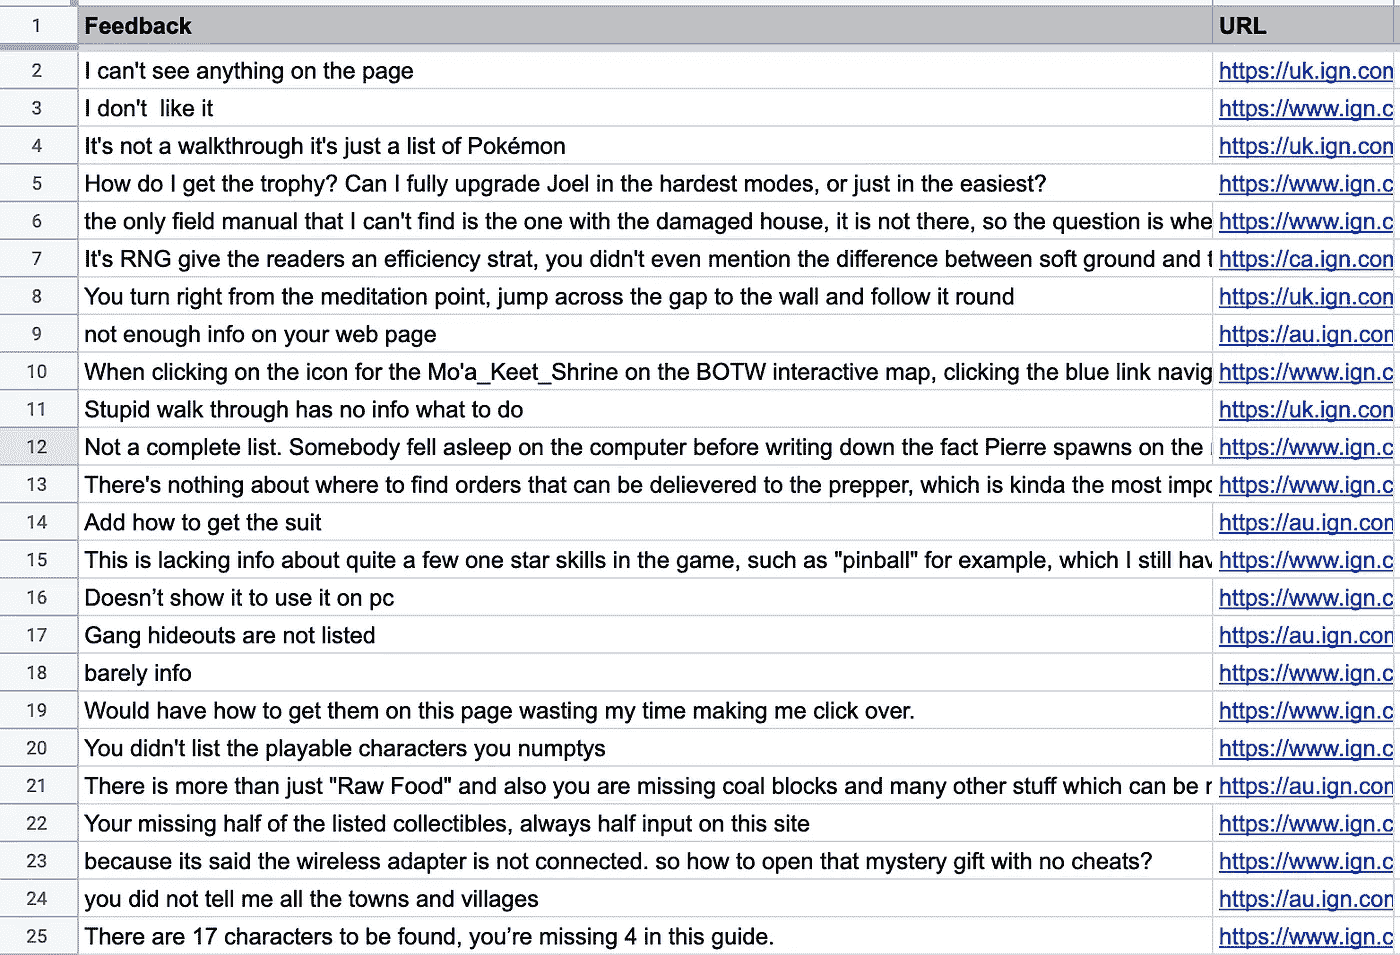 1 Feedback URL
2 I can't see anything on the page https://uk.ign.com
3 I don't  like it https://www.ign.c
4 It's not a walkthrough it's just a list of Pokémon https://uk.ign.com
5 How do I get the trophy? Can I fully upgrade Joel in the hardest modes, or just in the easiest? https://www.ign.c
6 the only field manual that I can't find is the one with the damaged house, it is not there, so the question is whe https://www.ign.c
7 It's RNG give the readers an efficiency strat, you didn't even mention the difference between soft ground and t https://ca.ign.com
8 You turn right from the meditation point, jump across the gap to the wall and follow it round https://uk.ign.com
9 not enough info on your web page https://au.ign.com
10 When clicking on the icon for the Mo'a_Keet_Shrine on the BOTW interactive map, clicking the blue link navig https://www.ign.c
11 Stupid walk through has no info what to do https://uk.ign.com
12 Not a complete list. Somebody fell asleep on the computer before writing down the fact Pierre spawns on the https://www.ign.c
13 There's nothing about where to find orders that can be delievered to the prepper, which is kinda the most impo https://www.ign.c
14 Add how to get the suit https://au.ign.com
15 This is lacking info about quite a few one star skills in the game, such as "pinball" for example, which I still hav https://www.ign.c
16 Doesn’t show it to use it on pc https://www.ign.c
17 Gang hideouts are not listed https://au.ign.com
18 barely info https://www.ign.c
19 Would have how to get them on this page wasting my time making me click over. https://www.ign.c
20 You didn't list the playable characters you numptys https://www.ign.c
21 There is more than just "Raw Food" and also you are missing coal blocks and many other stuff which can be r https://au.ign.com
22 Your missing half of the listed collectibles, always half input on this site https://www.ign.c
23 because its said the wireless adapter is not connected. so how to open that mystery gift with no cheats? https://www.ign.c
24 you did not tell me all the towns and villages https://au.ign.com
25 There are 17 characters to be found, you’re missing 4 in this guide. https://www.ign.c